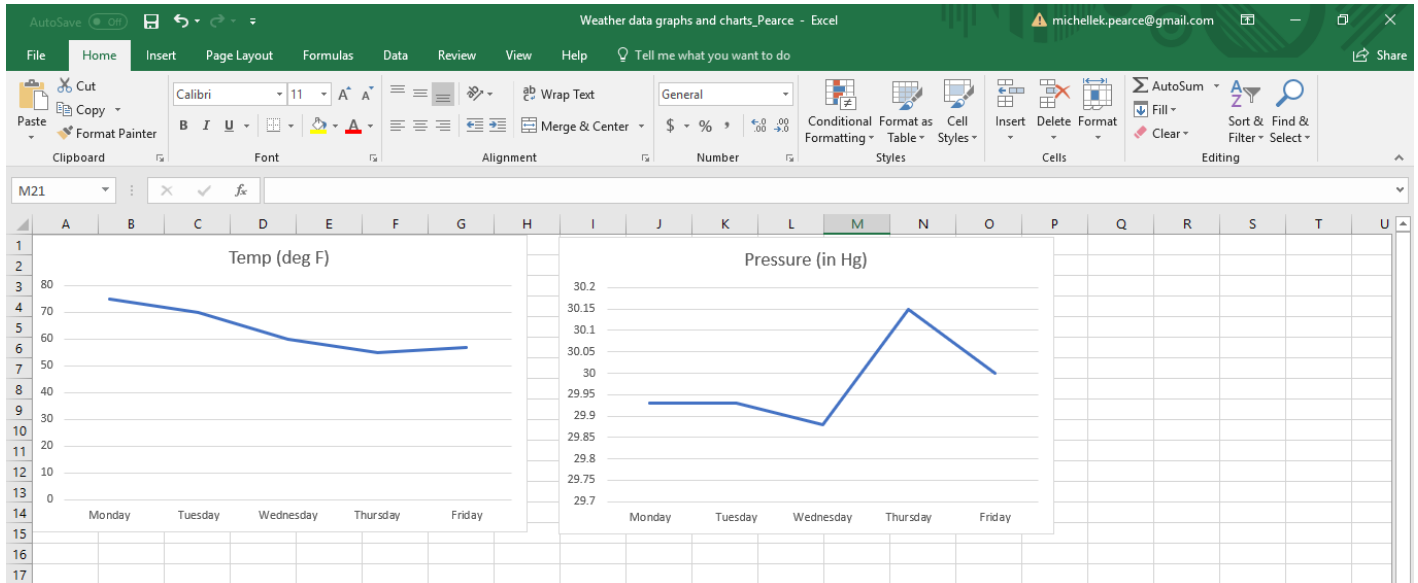 AutoSave Off Weather data graphs and charts_Pearce - Excel michellek.pearce@gmail.com
File Home Insert Page Layout Formulas Data Review View Help Tell me what you want to do Share
Paste
Cut
Copy
Format Painter
Clipboard
Calibri 11 A A
B I U A
Font
ab Wrap Text
Merge & Center
Alignment
General
$ % , .00 .0
Number
Conditional Formatting
Format as Table
Cell Styles
Styles
Insert Delete Format
Cells
AutoSum
Fill
Clear
Sort & Filter
Find & Select
Editing
M21 fx
A B C D E F G H I J K L M N O P Q R S T U
1
2
3
4
5
6
7
8
9
10
11
12
13
14
15
16
17
Temp (deg F)
80
70
60
50
40
30
20
10
0
Monday Tuesday Wednesday Thursday Friday
Pressure (in Hg)
30.2
30.15
30.1
30.05
30
29.95
29.9
29.85
29.8
29.75
29.7
Monday Tuesday Wednesday Thursday Friday